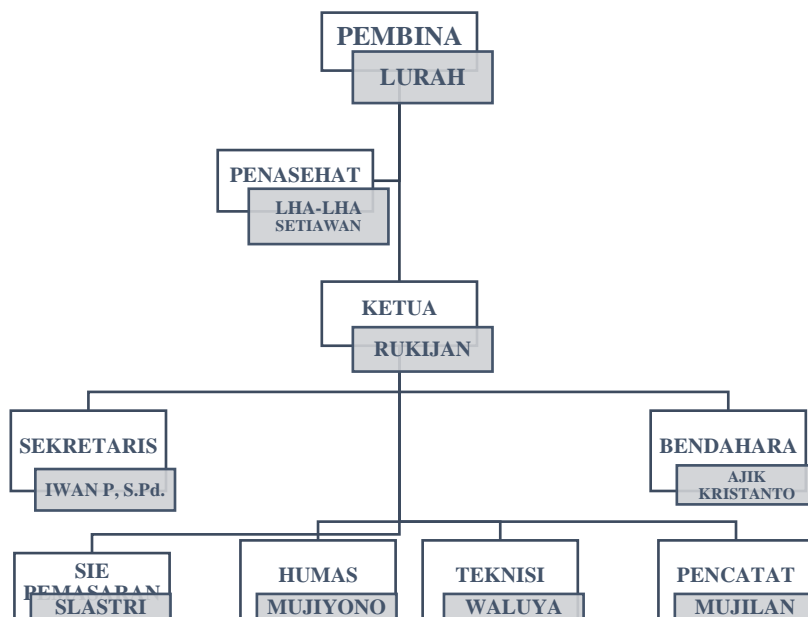 PEMBINA
LURAH
PENASEHAT
LHA-LHA
SETIAWAN
KETUA
RUKIJAN
SEKRETARIS
IWAN P, S.Pd.
BENDAHARA
AJIK
KRISTANTO
SIE
PEMASARAN
SLASTRI
HUMAS
MUJIYONO
TEKNISI
WALUYA
PENCATAT
MUJILAN